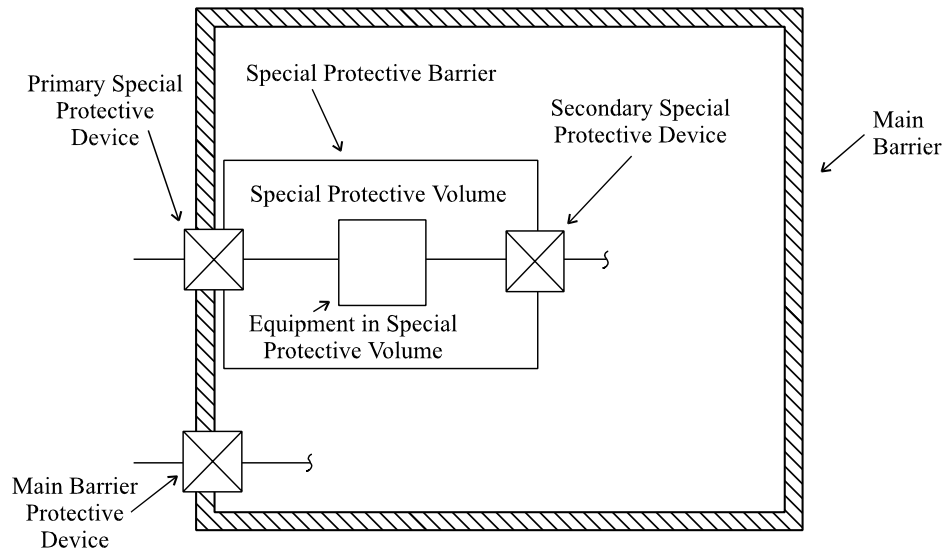 Primary Special
Protective
Device
Special Protective Barrier
Secondary Special
Protective Device
Main
Barrier
Special Protective Volume
Equipment in Special
Protective Volume
Main Barrier
Protective
Device